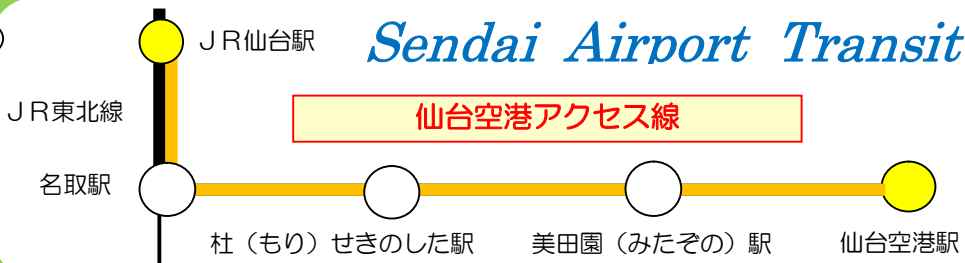 JR仙台駅
Sendai Airport Transit
JR東北線
仙台空港アクセス線
名取駅
杜(もり)せきのした駅
美田園(みたぞの)駅
仙台空港駅